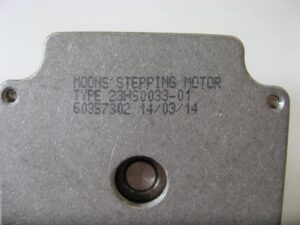 MOONS' STEPPING MOTOR
TYPE 23HS0033-01
60357302 14/03/14